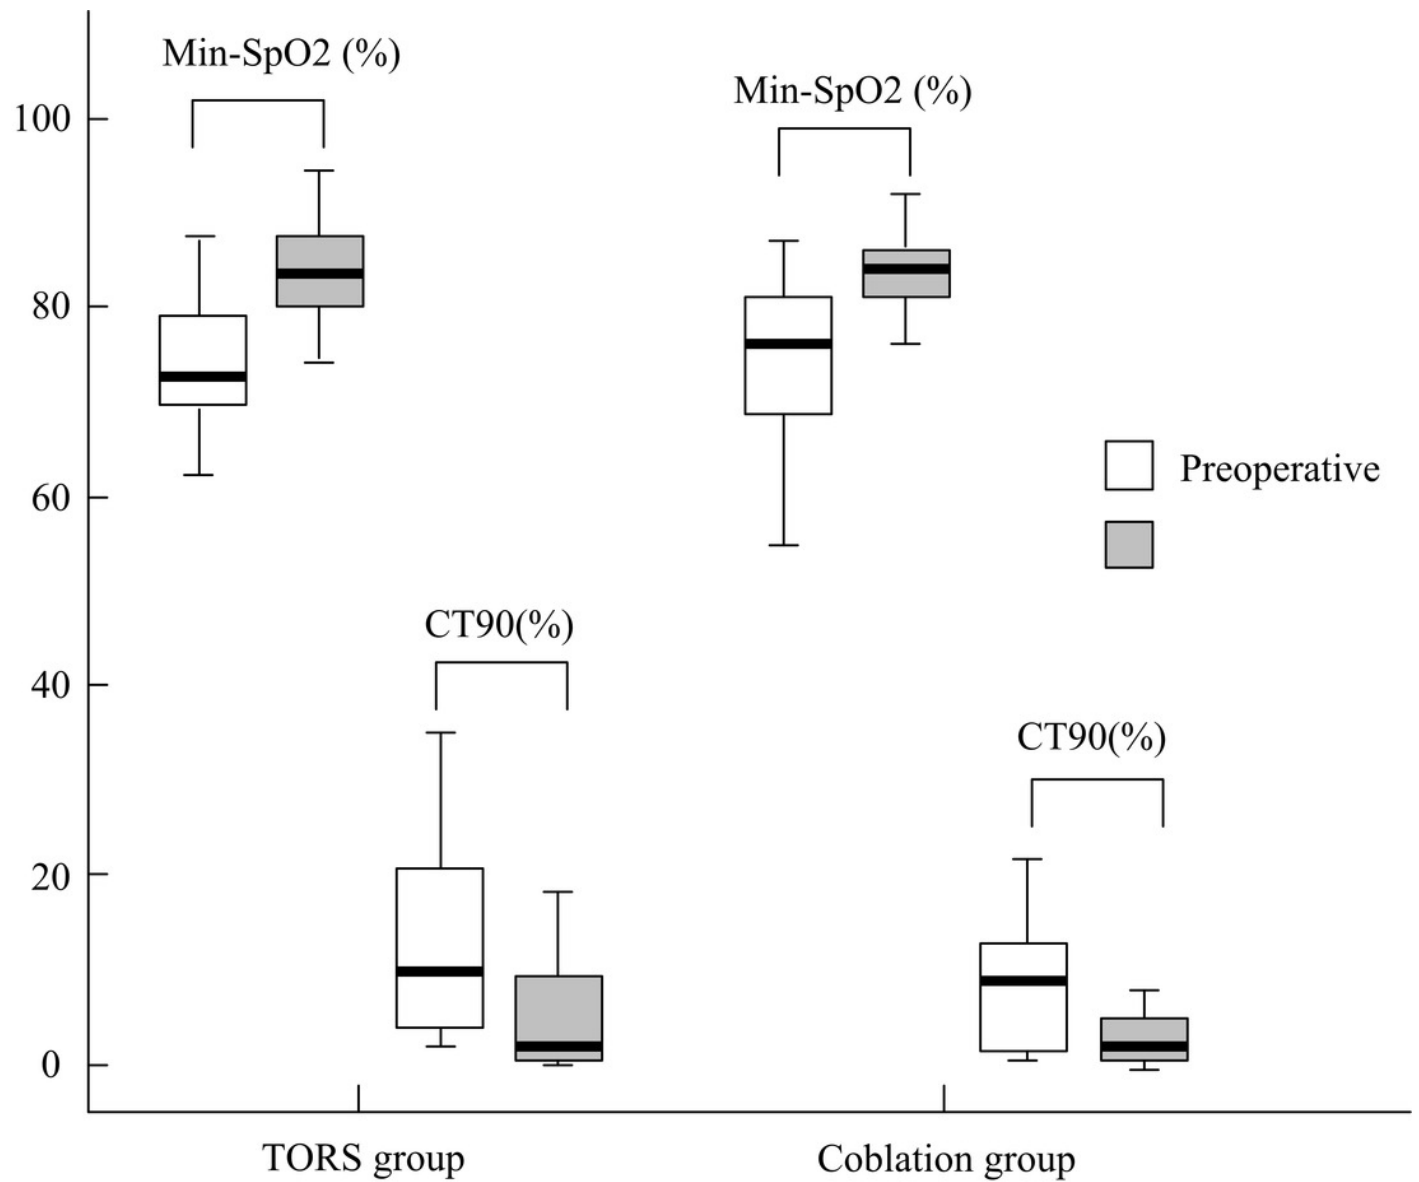 Min-SpO2 (%)
Min-SpO2 (%)
100
80
60
40
20
0
Preoperative
CT90(%)
CT90(%)
TORS group
Coblation group